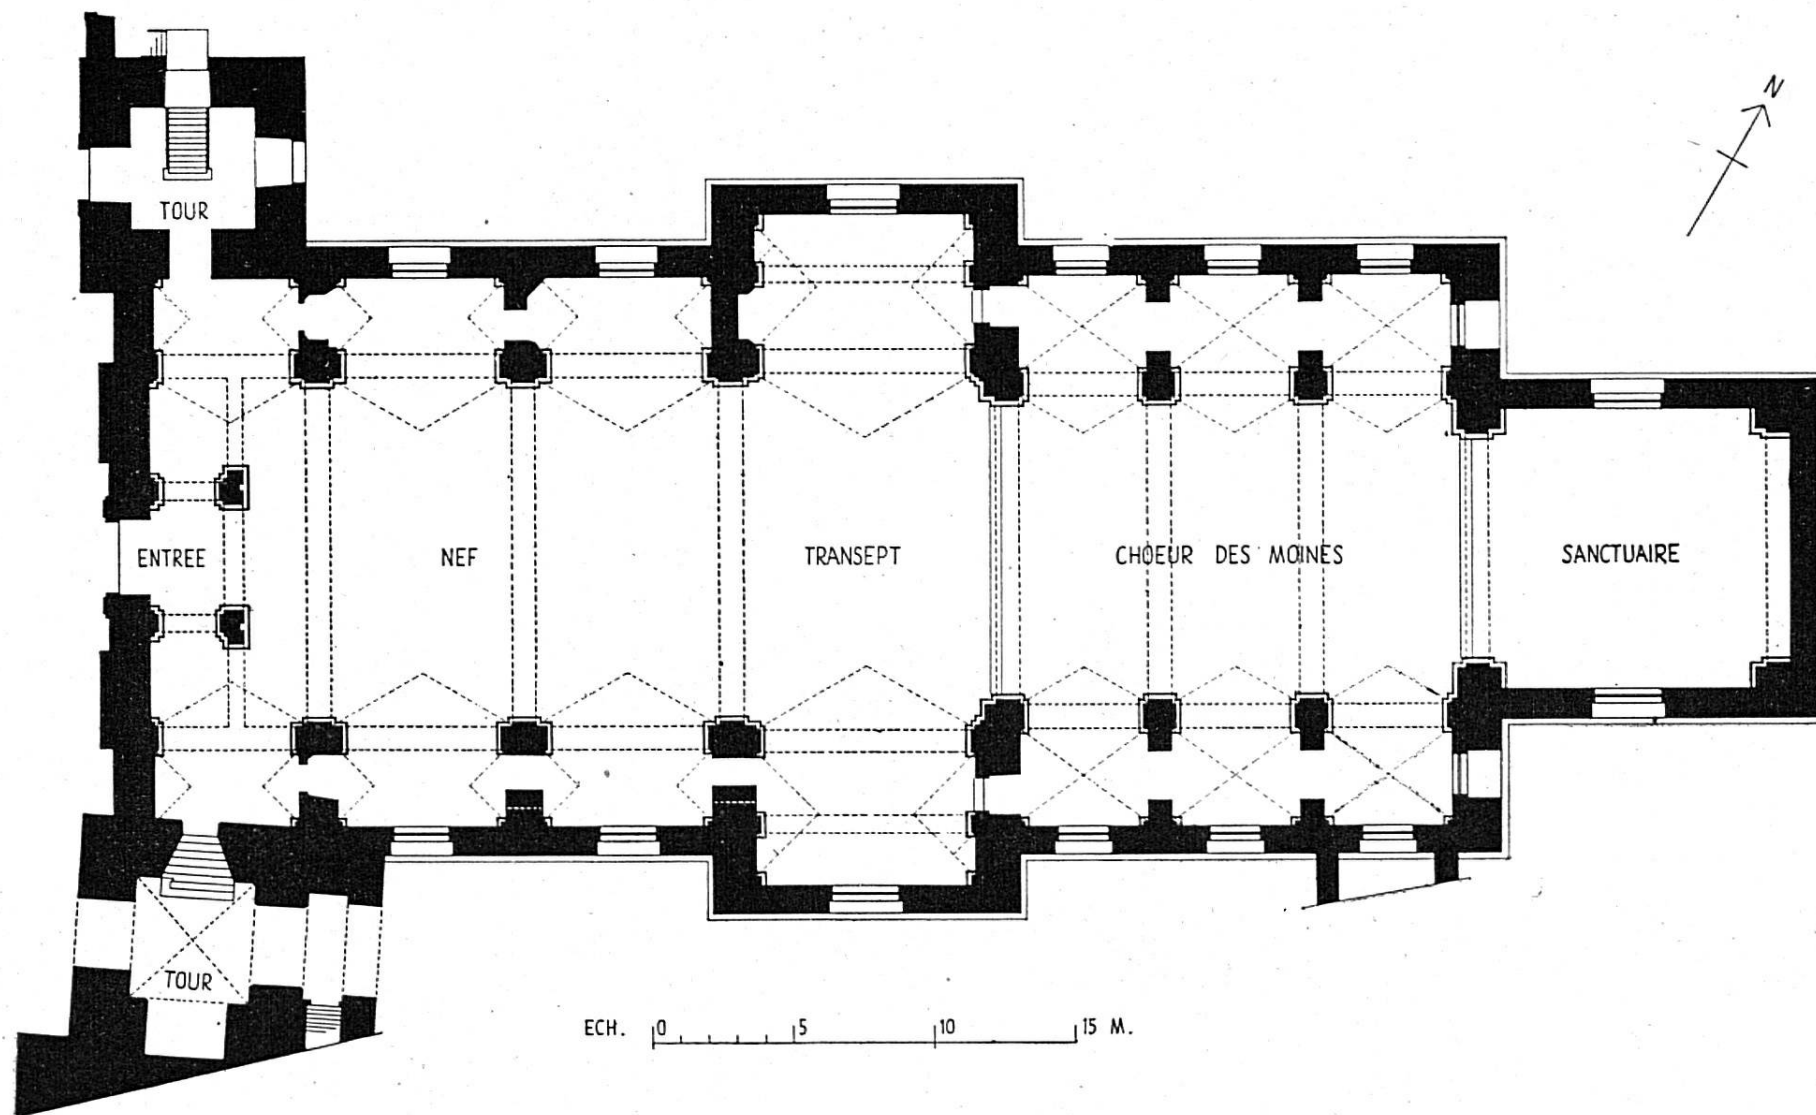 N
TOUR
ENTREE
NEF
TRANSEPT
CHOEUR DES MOINES
SANCTUAIRE
TOUR
ECH. 0 5 10 15 M.